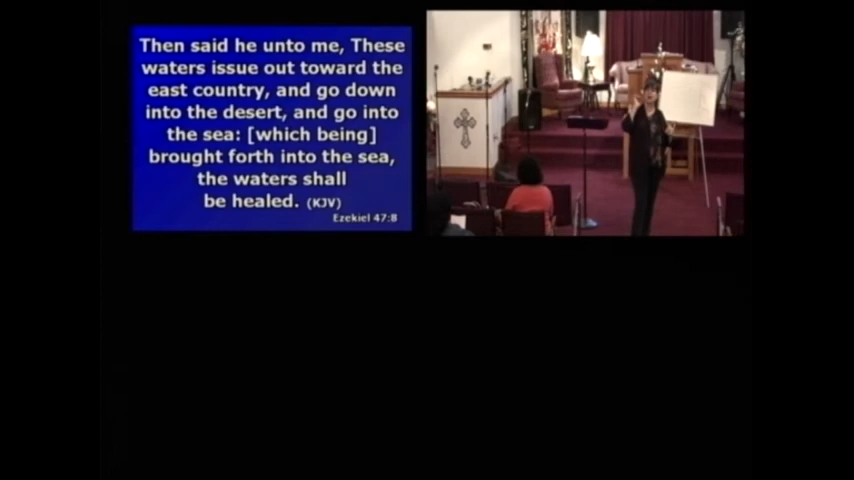 Then said he unto me, These
waters issue out toward the
east country, and go down
into the desert, and go into
the sea: [which being]
brought forth into the sea,
the waters shall
be healed. (KJV)
Ezekiel 47:8